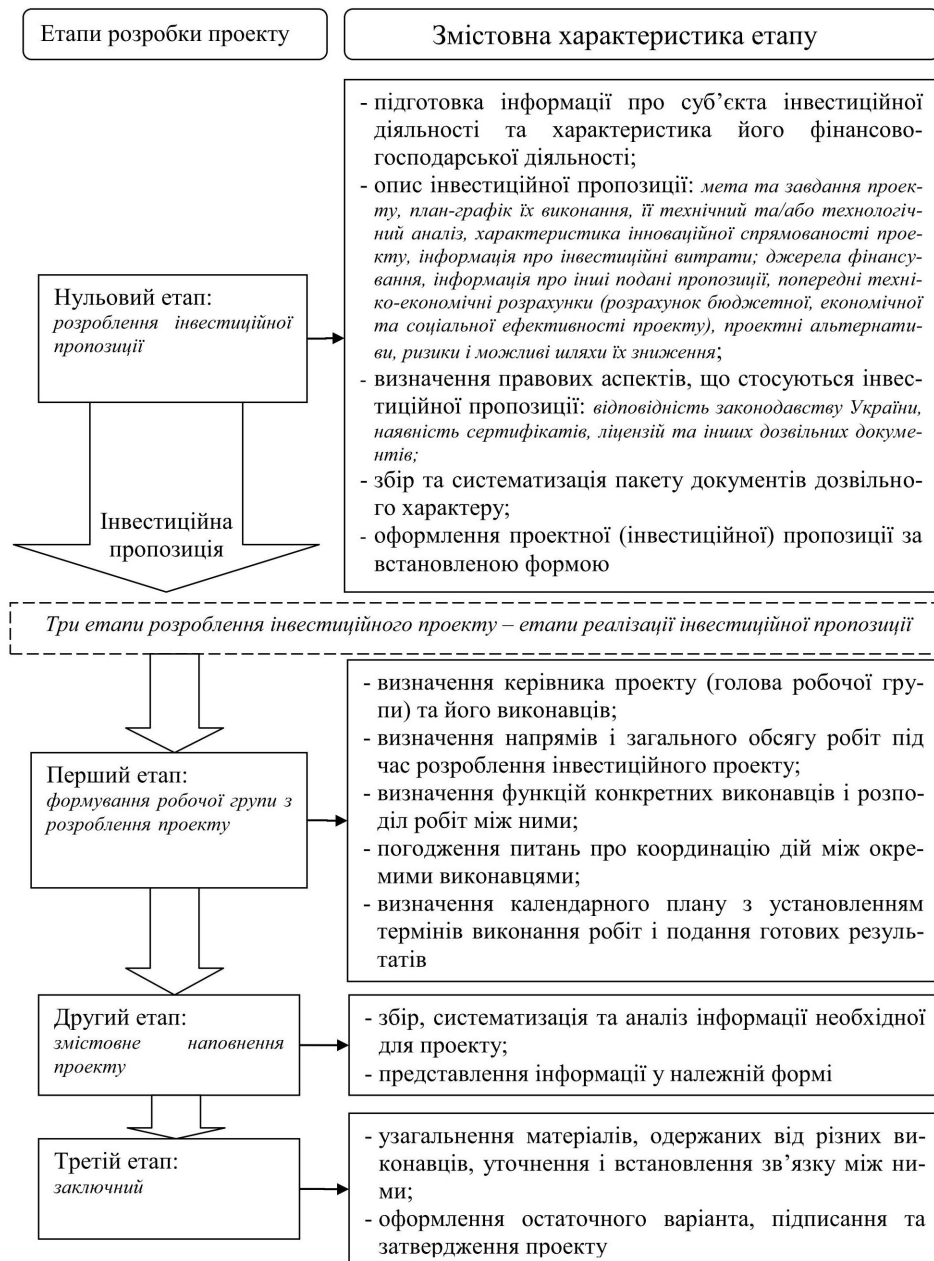 Етапи розробки проекту
Змістовна характеристика етапу
Нульовий етап:
розроблення інвестиційної
пропозиції
- підготовка інформації про суб’єкта інвестиційної
діяльності та характеристика його фінансово-
господарської діяльності;
- опис інвестиційної пропозиції: мета та завдання проек-
ту, план-графік їх виконання, її технічний та/або технологіч-
ний аналіз, характеристика інноваційної спрямованості прое-
кту, інформація про інвестиційні витрати; джерела фінансу-
вання, інформація про інші подані пропозиції, попередні техні-
ко-економічні розрахунки (розрахунок бюджетної, економічної
та соціальної ефективності проекту), проектні альтернати-
ви, ризики і можливі шляхи їх зниження;
- визначення правових аспектів, що стосуються інвес-
тиційної пропозиції: відповідність законодавству України,
наявність сертифікатів, ліцензій та інших дозвільних докуме-
нтів;
- збір та систематизація пакету документів дозвільно-
го характеру;
- оформлення проектної (інвестиційної) пропозиції за
встановленою формою
Інвестиційна
пропозиція
Три етапи розроблення інвестиційного проекту – етапи реалізації інвестиційної пропозиції
Перший етап:
формування робочої групи з
розроблення проекту
- визначення керівника проекту (голова робочої гру-
пи) та його виконавців;
- визначення напрямів і загального обсягу робіт під
час розроблення інвестиційного проекту;
- визначення функцій конкретних виконавців і розпо-
діл робіт між ними;
- погодження питань про координацію дій між окре-
мими виконавцями;
- визначення календарного плану з установленням
термінів виконання робіт і подання готових резуль-
татів
Другий етап:
змістовне наповнення
проекту
- збір, систематизація та аналіз інформації необхідної
для проекту;
- представлення інформації у належній формі
Третій етап:
заключний
- узагальнення матеріалів, одержаних від різних ви-
конавців, уточнення і встановлення зв’язку між ни-
ми;
- оформлення остаточного варіанта, підписання та
затвердження проекту